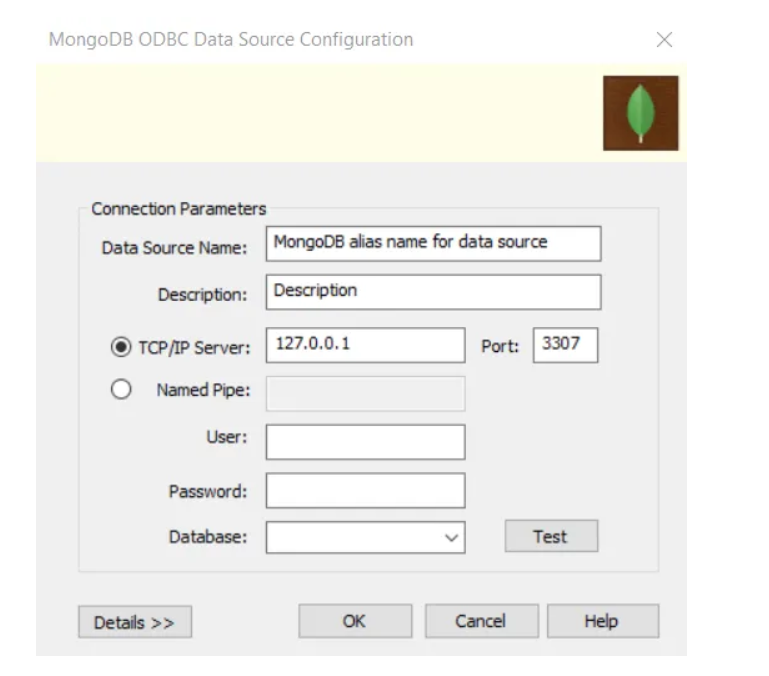 MongoDB ODBC Data Source Configuration
Connection Parameters
Data Source Name: MongoDB alias name for data source
Description: Description
TCP/IP Server: 127.0.0.1 Port: 3307
Named Pipe:
User:
Password:
Database: Test
Details >> OK Cancel Help